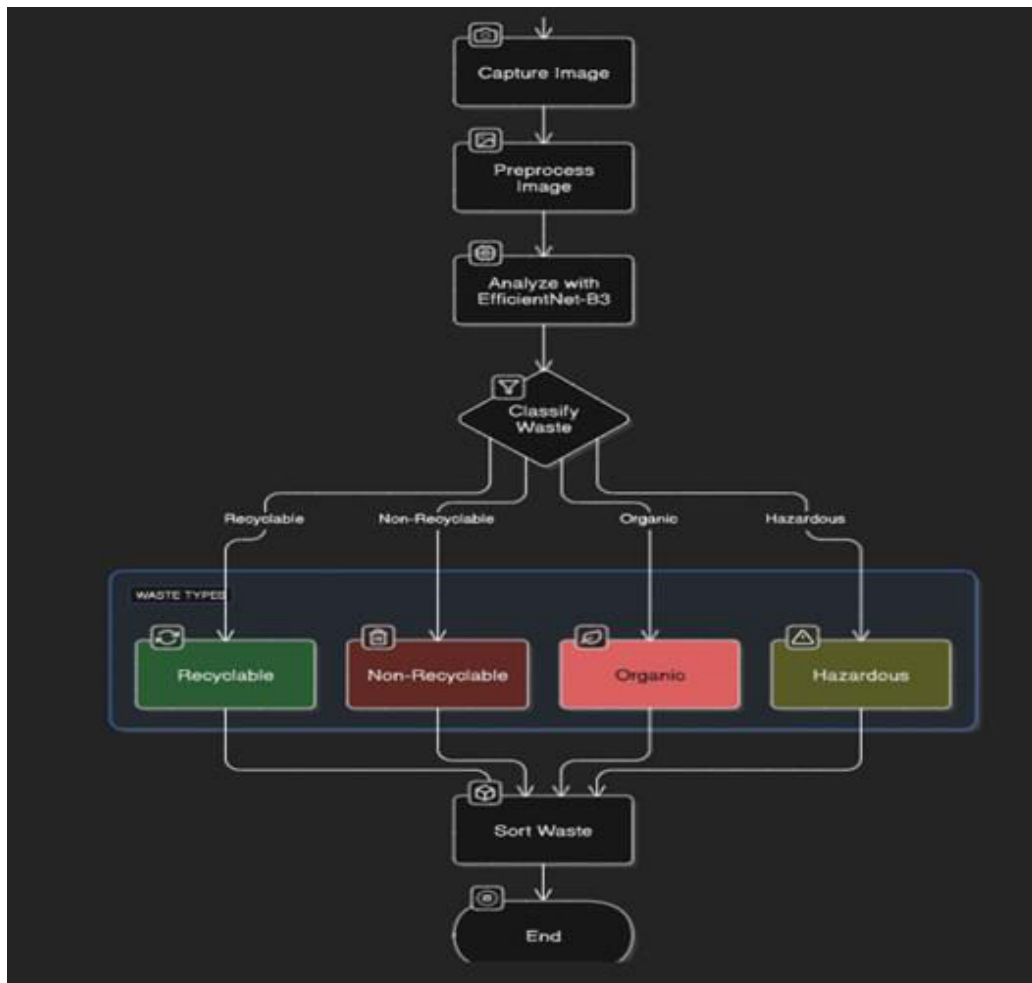 Capture Image
Preprocess
Image
Analyze with
EfficientNet-B3
Classify
Waste
Recyclable
Non-Recyclable
Organic
Hazardous
WASTE TYPES
Recyclable
Non-Recyclable
Organic
Hazardous
Sort Waste
End